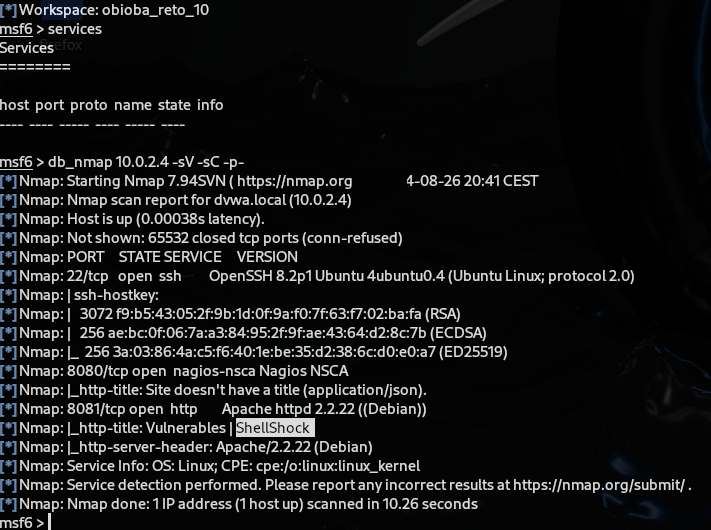 [*] Workspace: obioba_reto_10
msf6 > services
Services
========
firefox
host port proto name state info
---- ---- ----- ---- ----- ----
msf6 > db_nmap 10.0.2.4 -sV -sC -p-
[*] Nmap: Starting Nmap 7.94SVN ( https://nmap.org 4-08-26 20:41 CEST
[*] Nmap: Nmap scan report for dvwa.local (10.0.2.4)
[*] Nmap: Host is up (0.00038s latency).
[*] Nmap: Not shown: 65532 closed tcp ports (conn-refused)
[*] Nmap: PORT STATE SERVICE VERSION
[*] Nmap: 22/tcp open ssh OpenSSH 8.2p1 Ubuntu 4ubuntu0.4 (Ubuntu Linux; protocol 2.0)
[*] Nmap: | ssh-hostkey:
[*] Nmap: | 3072 f9:b5:43:05:2f:9b:1d:0f:9a:f0:7f:63:f7:02:ba:fa (RSA)
[*] Nmap: | 256 ae:bc:0f:06:7a:a3:84:95:2f:9f:ae:43:64:d2:8c:7b (ECDSA)
[*] Nmap: |_ 256 3a:03:86:4a:c5:f6:40:1e:be:35:d2:38:6c:d0:e0:a7 (ED25519)
[*] Nmap: 8080/tcp open nagios-nsca Nagios NSCA
[*] Nmap: |_http-title: Site doesn't have a title (application/json).
[*] Nmap: 8081/tcp open http Apache httpd 2.2.22 ((Debian))
[*] Nmap: |_http-title: Vulnerables | ShellShock
[*] Nmap: |_http-server-header: Apache/2.2.22 (Debian)
[*] Nmap: Service Info: OS: Linux; CPE: cpe:/o:linux:linux_kernel
[*] Nmap: Service detection performed. Please report any incorrect results at https://nmap.org/submit/ .
[*] Nmap: Nmap done: 1 IP address (1 host up) scanned in 10.26 seconds
msf6 >